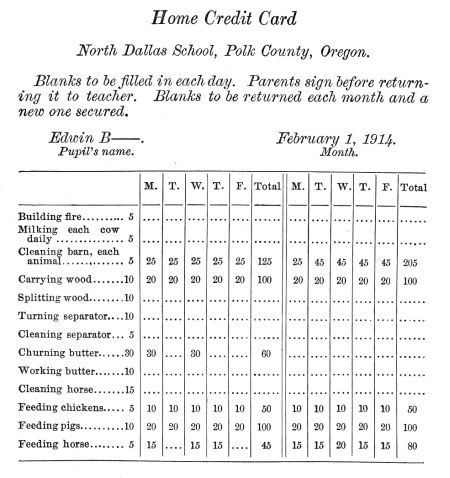 Home Credit Card
North Dallas School, Polk County, Oregon.
Blanks to be filled in each day. Parents sign before return-
ing it to teacher. Blanks to be returned each month and a
new one secured.
Edwin B——. February 1, 1914.
Pupil's name. Month.
M. T. W. T. F. Total M. T. W. T. F. Total
Building fire.......... 5 .... .... .... .... .... ...... .... .... .... .... .... ......
Milking each cow
daily .............. 5 .... .... .... .... .... ...... .... .... .... .... .... ......
Cleaning barn, each
animal............. 5 25 25 25 25 25 125 25 45 45 45 45 205
Carrying wood.......10 20 20 20 20 20 100 20 20 20 20 20 100
Splitting wood.......10 .... .... .... .... .... ...... .... .... .... .... .... ......
Turning separator....10 .... .... .... .... .... ...... .... .... .... .... .... ......
Cleaning separator... 5 .... .... .... .... .... ...... .... .... .... .... .... ......
Churning butter......30 30 .... 30 .... .... 60 .... .... .... .... .... ......
Working butter.......10 .... .... .... .... .... ...... .... .... .... .... .... ......
Cleaning horse.......15 .... .... .... .... .... ...... .... .... .... .... .... ......
Feeding chickens..... 5 10 10 10 10 10 50 10 10 10 10 10 50
Feeding pigs..........10 20 20 20 20 20 100 20 20 20 20 20 100
Feeding horse........ 5 15 .... 15 15 .... 45 15 15 20 15 15 80